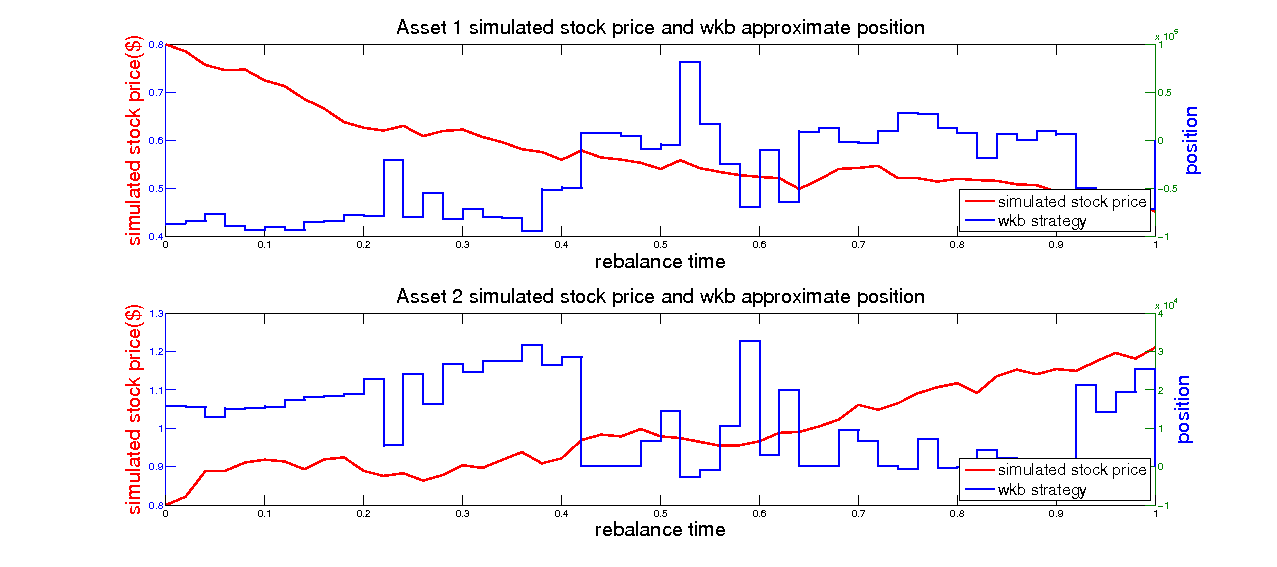 Asset 1 simulated stock price and wkb approximate position
x 10^5
simulated stock price($)
0.8
0.7
0.6
0.5
0.4
1
0.5
0
-0.5
-1
position
simulated stock price
wkb strategy
0 0.1 0.2 0.3 0.4 0.5 0.6 0.7 0.8 0.9 1
rebalance time
Asset 2 simulated stock price and wkb approximate position
x 10^4
simulated stock price($)
1.3
1.2
1.1
1
0.9
0.8
4
3
2
1
0
-1
position
simulated stock price
wkb strategy
0 0.1 0.2 0.3 0.4 0.5 0.6 0.7 0.8 0.9 1
rebalance time